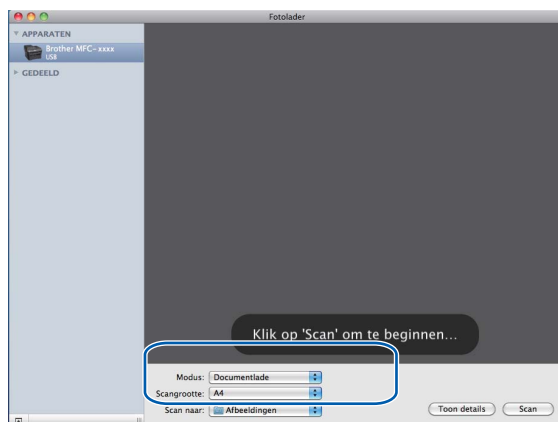 Fotolader
APPARATEN
Brother MFC-xxxx
USB
GEDEELD
Klik op 'Scan' om te beginnen...
Modus: Documentlade
Scangrootte: A4
Scan naar: Afbeeldingen
Toon details Scan